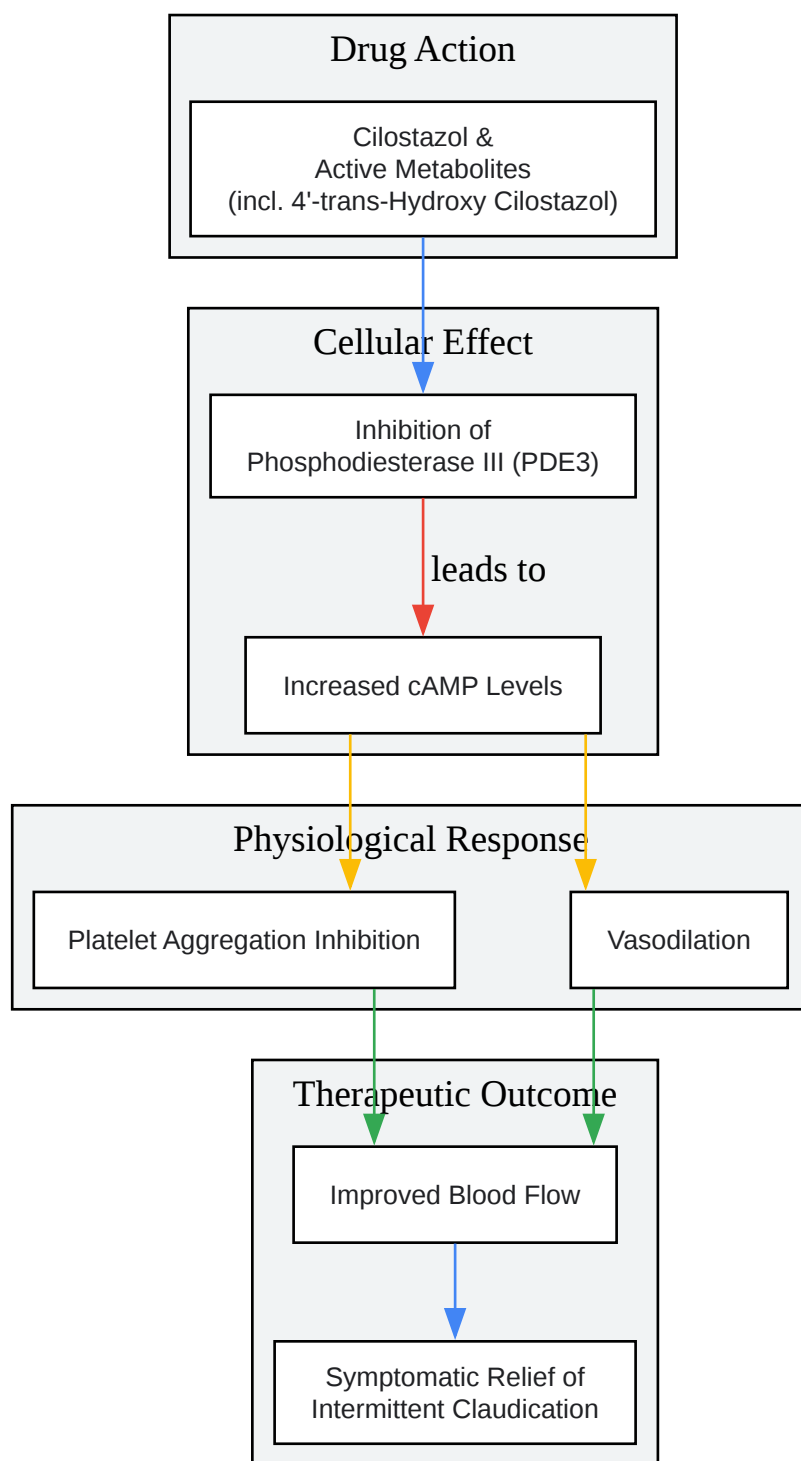 Drug Action
Cilostazol &
Active Metabolites
(incl. 4'-trans-Hydroxy Cilostazol)
Cellular Effect
Inhibition of
Phosphodiesterase III (PDE3)
leads to
Increased cAMP Levels
Physiological Response
Platelet Aggregation Inhibition
Vasodilation
Therapeutic Outcome
Improved Blood Flow
Symptomatic Relief of
Intermittent Claudication